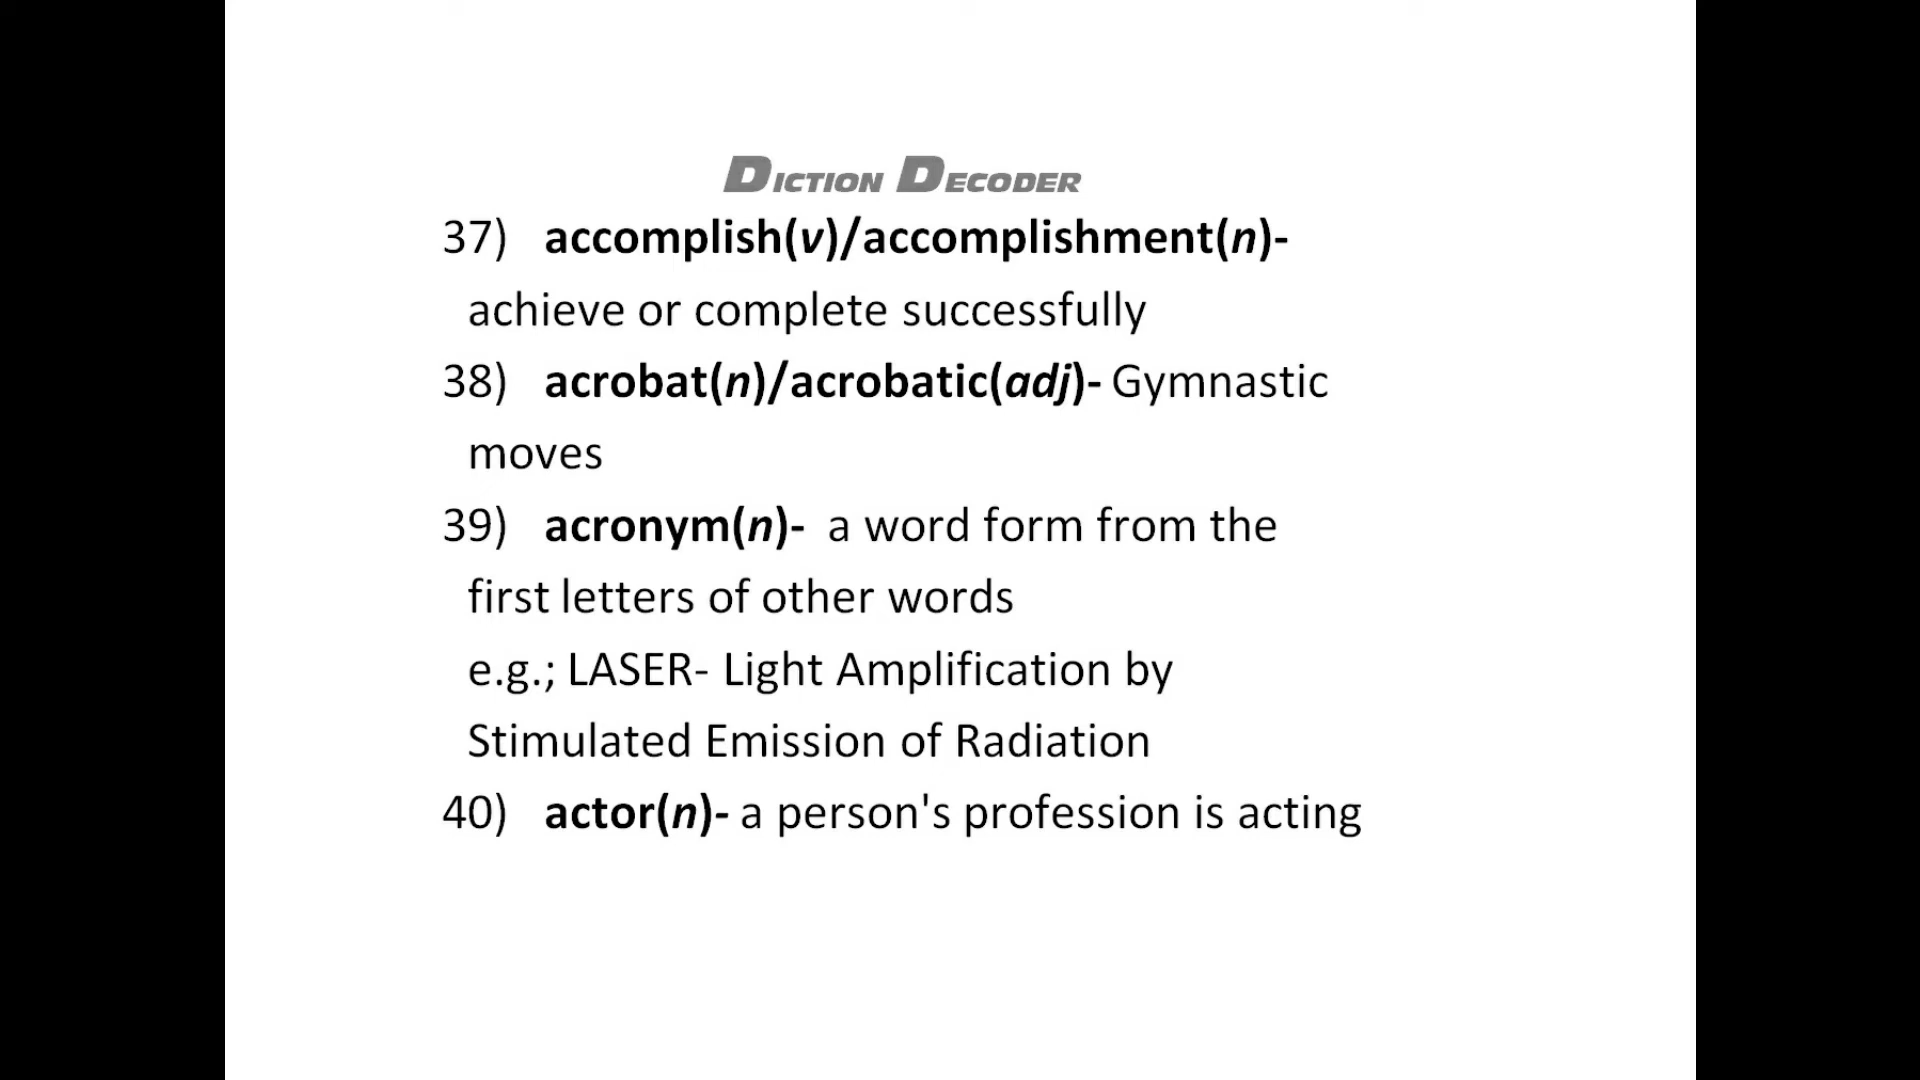 DICTION DECODER
37) accomplish(v)/accomplishment(n)-
achieve or complete successfully
38) acrobat(n)/acrobatic(adj)- Gymnastic
moves
39) acronym(n)- a word form from the
first letters of other words
e.g.; LASER- Light Amplification by
Stimulated Emission of Radiation
40) actor(n)- a person's profession is acting